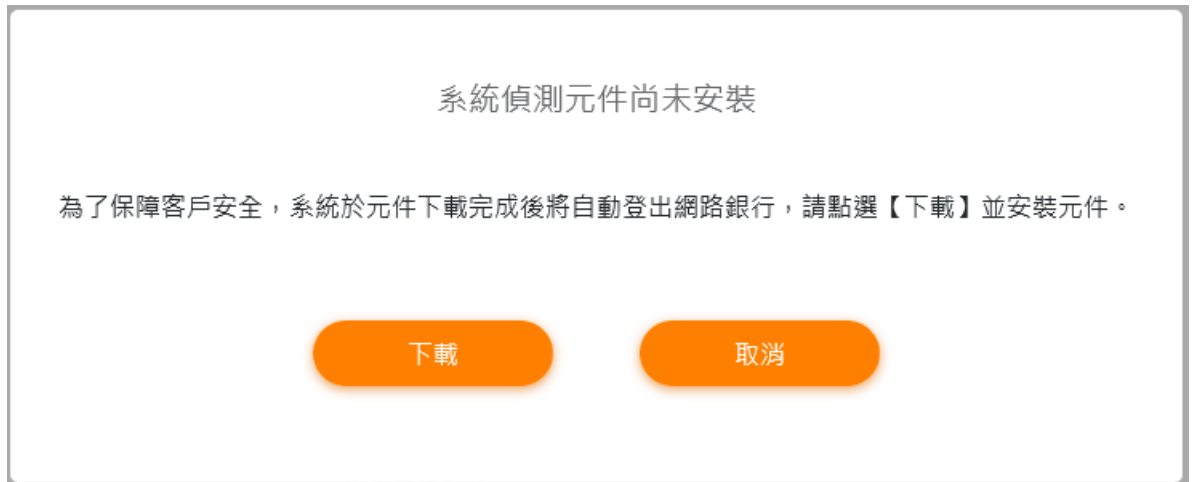 系統偵測元件尚未安裝
為了保障客戶安全，系統於元件下載完成後將自動登出網路銀行，請點選【下載】並安裝元件。
下載
取消